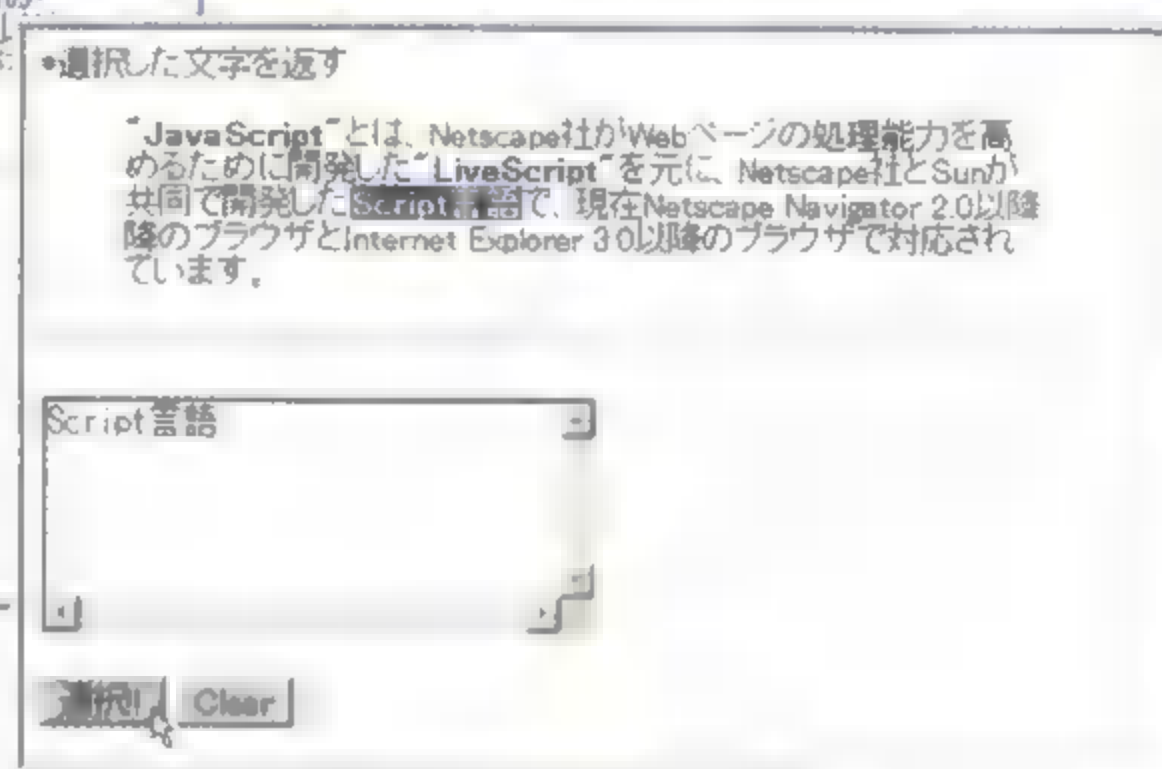 •選択した文字を返す
"JavaScript"とは、Netscape社がWebページの処理能力を高
めるために開発した"LiveScript"を元に、Netscape社とSunが
共同で開発したScript言語で、現在Netscape Navigator 2.0以降
降のブラウザとInternet Explorer 3.0以降のブラウザで対応され
ています。
Script言語
選択! Clear